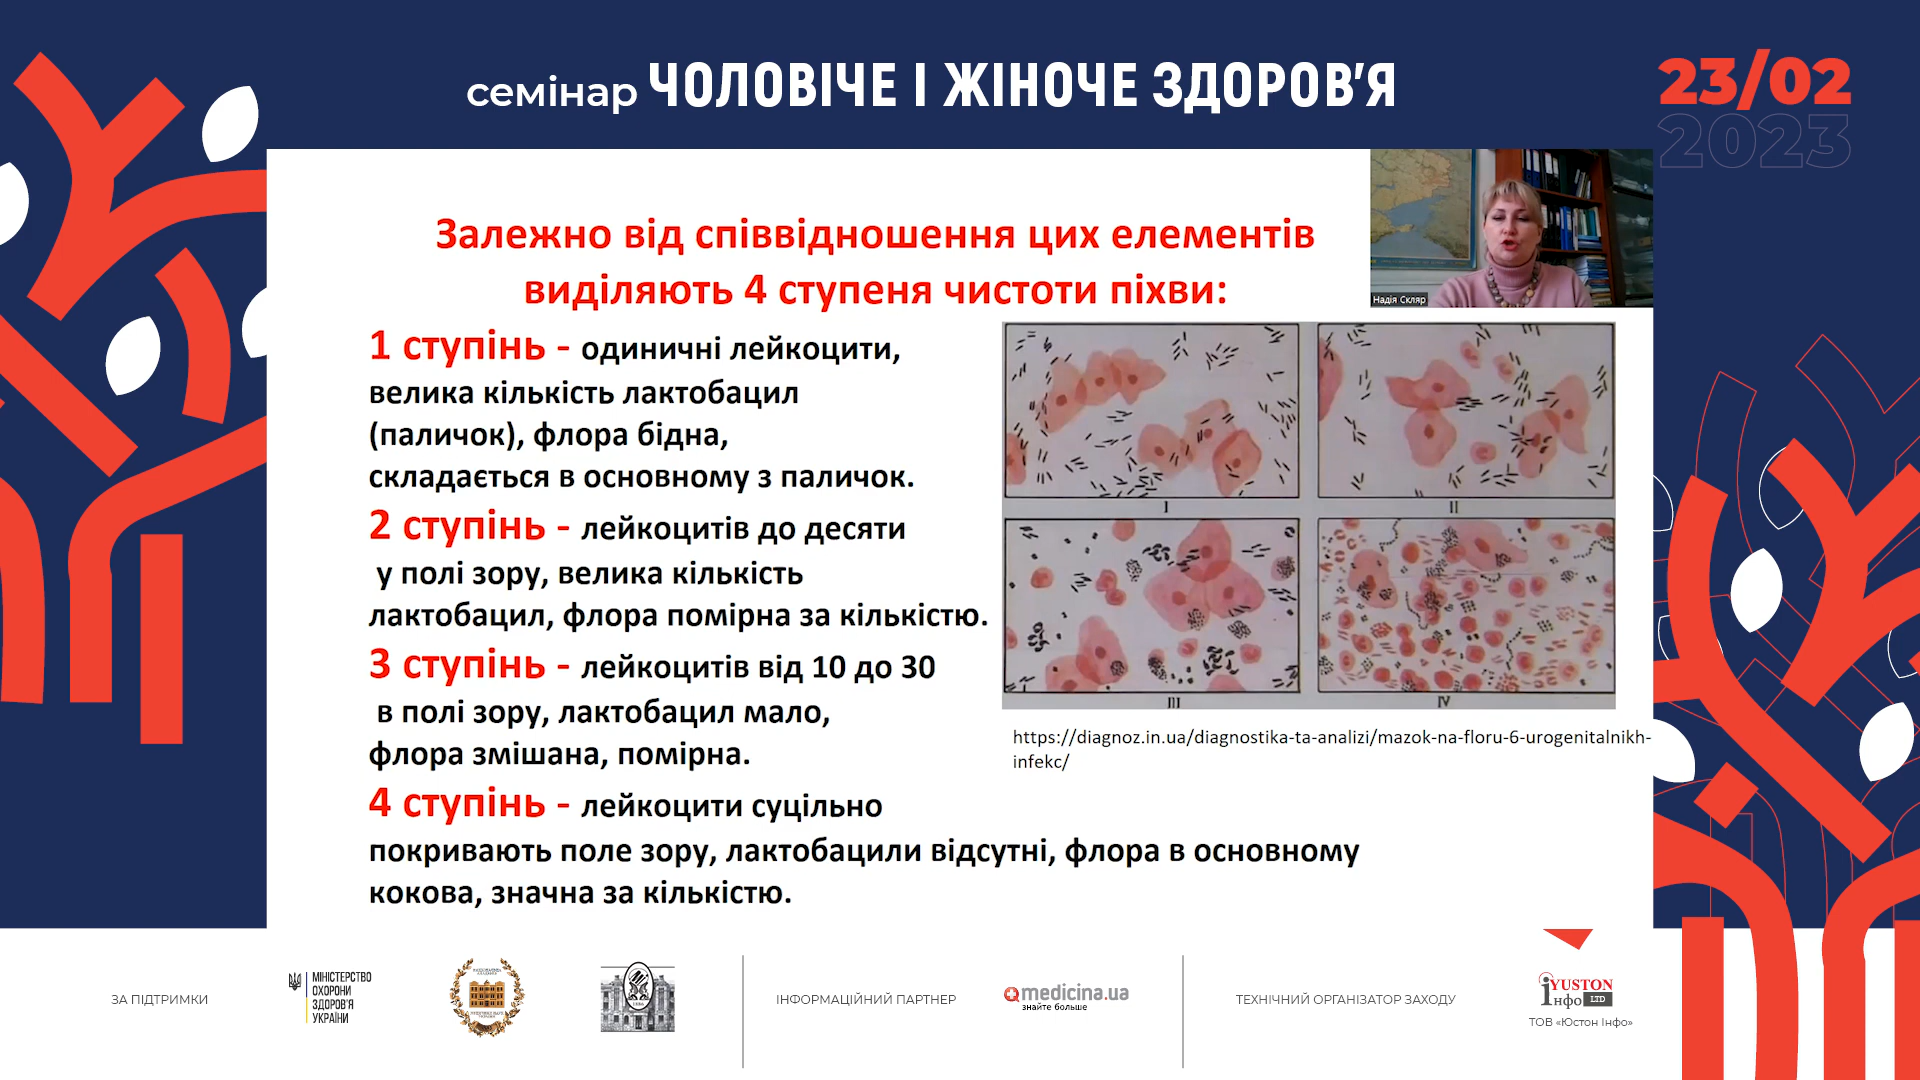 семінар ЧОЛОВІЧЕ І ЖІНОЧЕ ЗДОРОВ'Я
23/02
2023
Надія Скляр
Залежно від співвідношення цих елементів
виділяють 4 ступеня чистоти піхви:
1 ступінь - одиничні лейкоцити,
велика кількість лактобацил
(паличок), флора бідна,
складається в основному з паличок.
2 ступінь - лейкоцитів до десяти
у полі зору, велика кількість
лактобацил, флора помірна за кількістю.
3 ступінь - лейкоцитів від 10 до 30
в полі зору, лактобацил мало,
флора змішана, помірна.
4 ступінь - лейкоцити суцільно
покривають поле зору, лактобацили відсутні, флора в основному
кокова, значна за кількістю.
I
II
III
IV
https://diagnoz.in.ua/diagnostika-ta-analizi/mazok-na-floru-6-urogenitalnikh-
infekc/
ЗА ПІДТРИМКИ
МІНІСТЕРСТВО
ОХОРОНИ
ЗДОРОВ'Я
УКРАЇНИ
ІНФОРМАЦІЙНИЙ ПАРТНЕР
medicina.ua
знайте больше
ТЕХНІЧНИЙ ОРГАНІЗАТОР ЗАХОДУ
YUSTON
Інфо LTD
ТОВ «Юстон Інфо»